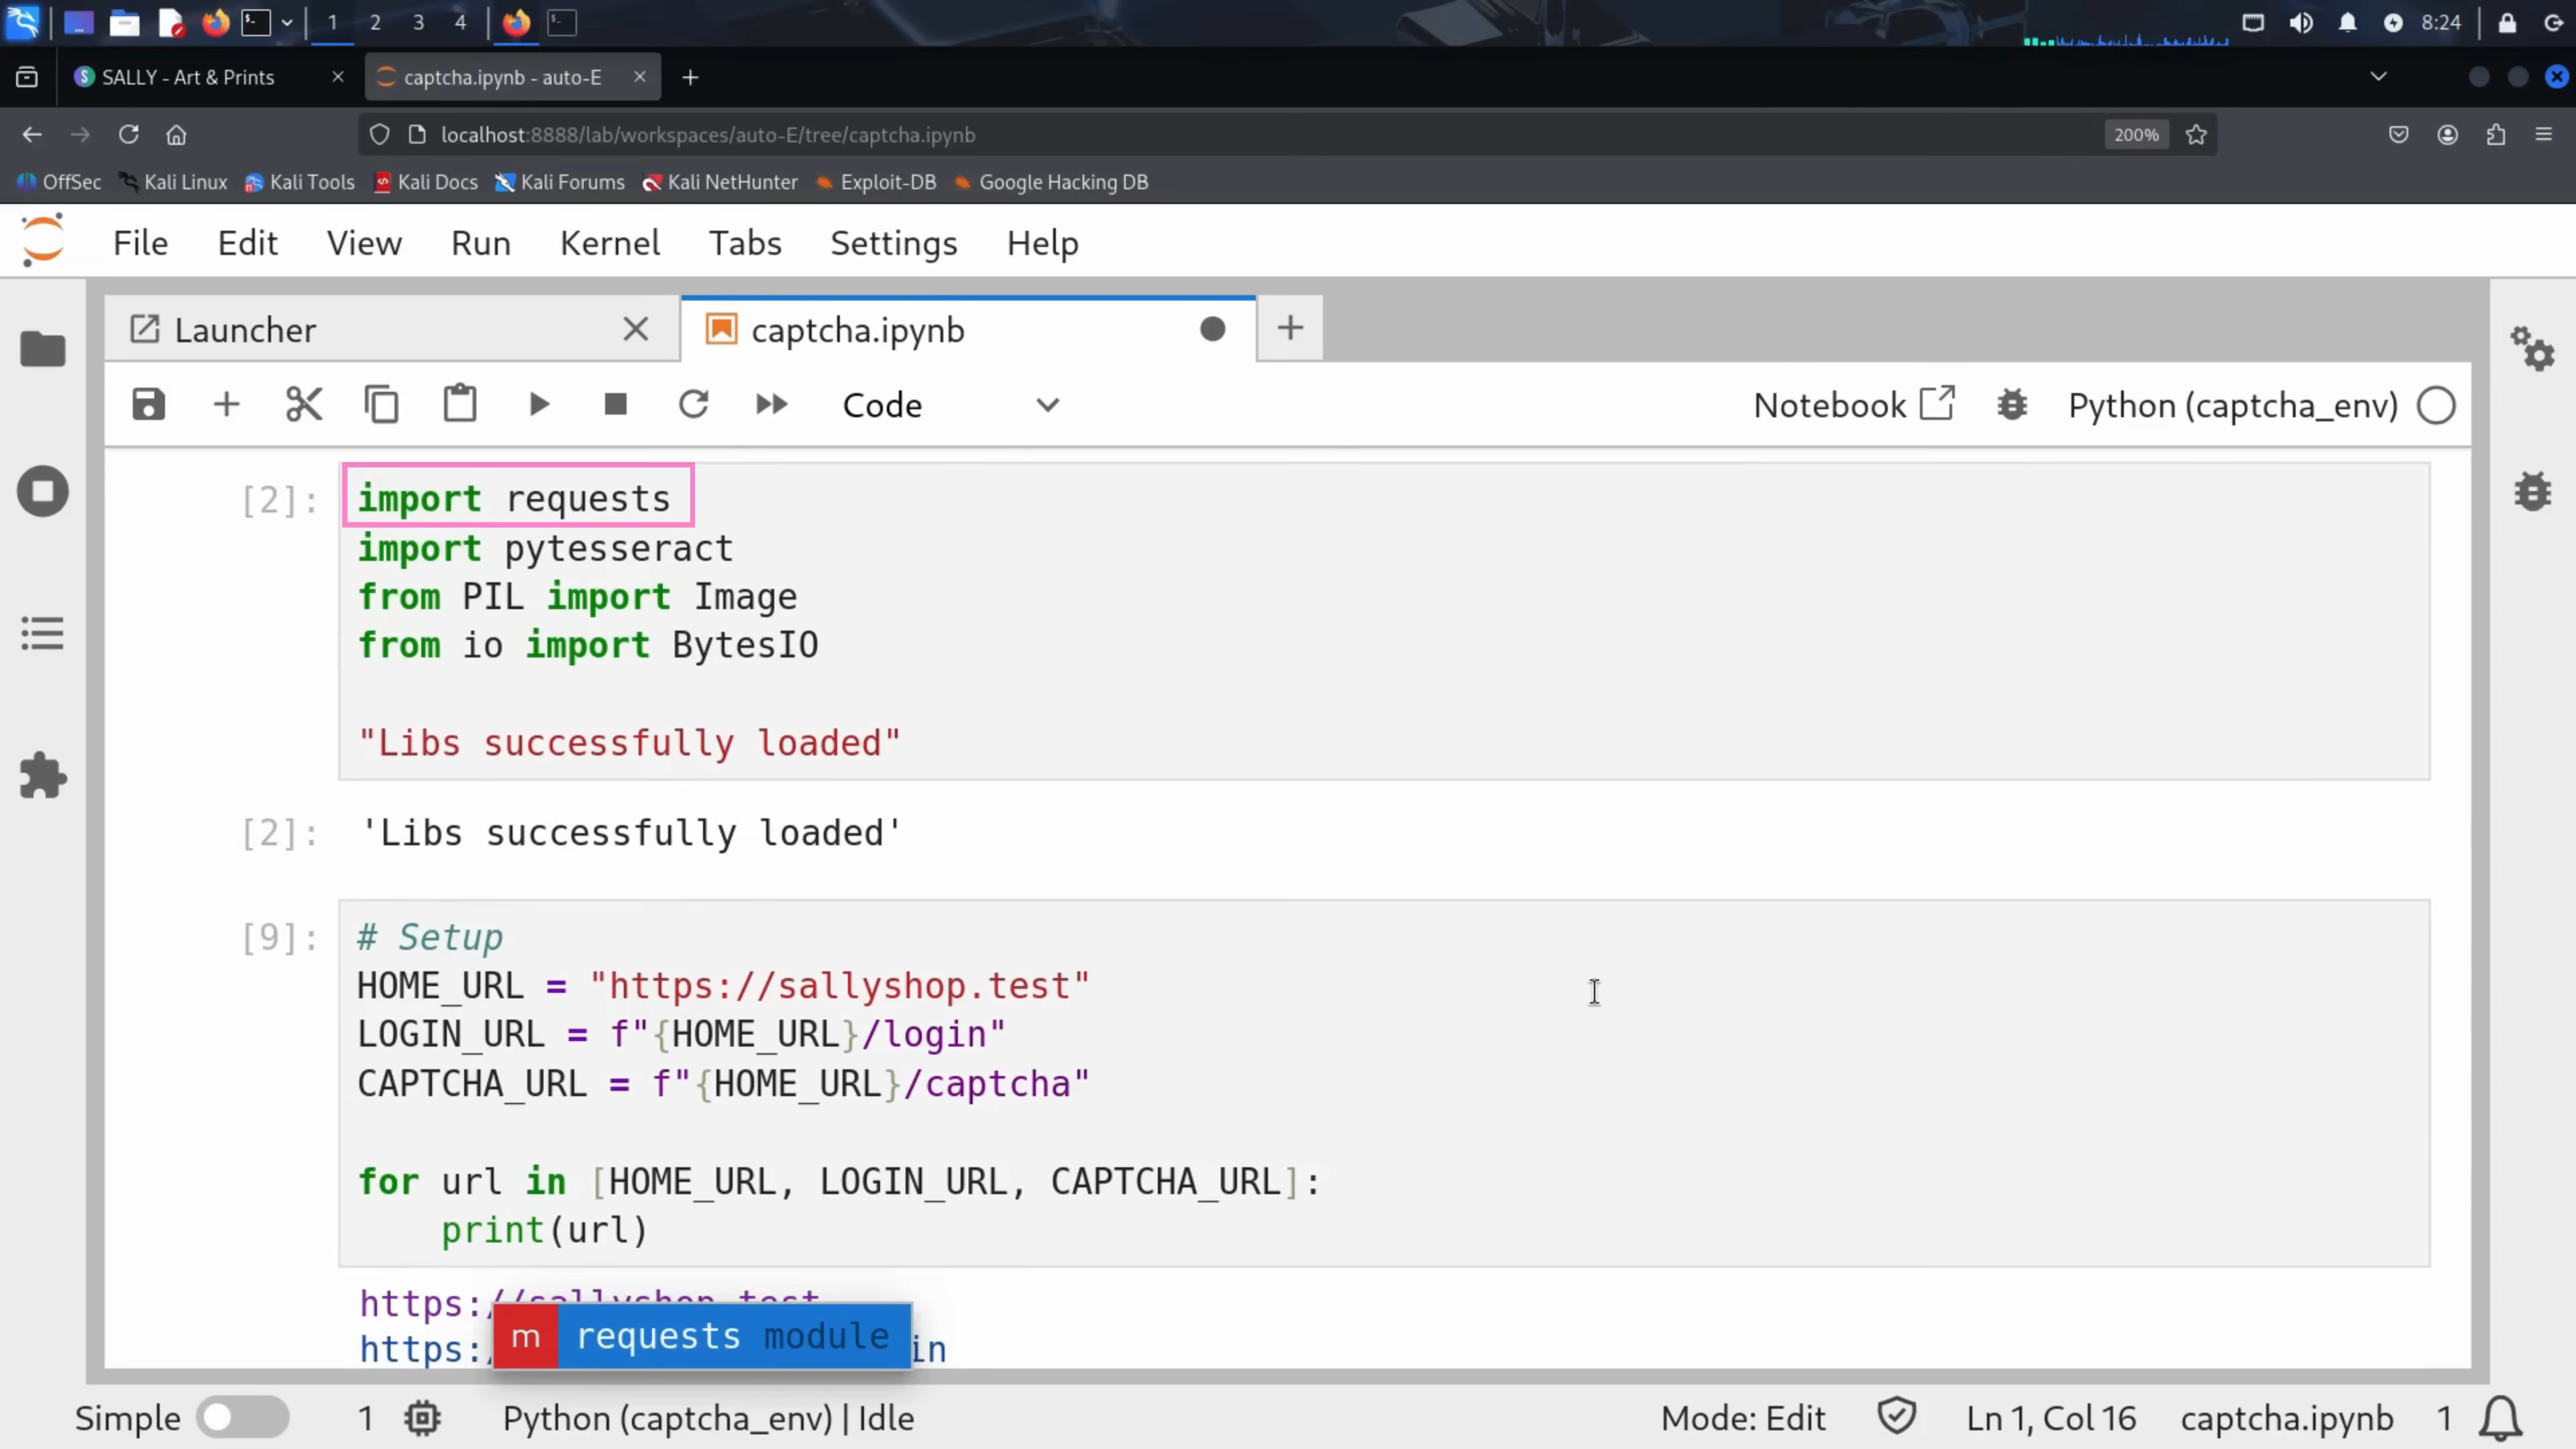 1 2 3 4 8:24
SALLY - Art & Prints captcha.ipynb - auto-E
localhost:8888/lab/workspaces/auto-E/tree/captcha.ipynb 200%
OffSec Kali Linux Kali Tools Kali Docs Kali Forums Kali NetHunter Exploit-DB Google Hacking DB
File Edit View Run Kernel Tabs Settings Help
Launcher captcha.ipynb
Code Notebook Python (captcha_env)
[2]: import requests
import pytesseract
from PIL import Image
from io import BytesIO
"Libs successfully loaded"
[2]: 'Libs successfully loaded'
[9]: # Setup
HOME_URL = "https://sallyshop.test"
LOGIN_URL = f"{HOME_URL}/login"
CAPTCHA_URL = f"{HOME_URL}/captcha"
for url in [HOME_URL, LOGIN_URL, CAPTCHA_URL]:
    print(url)
https://sallyshop.test
https:/ in
m requests module
Simple 1 Python (captcha_env) | Idle Mode: Edit Ln 1, Col 16 captcha.ipynb 1